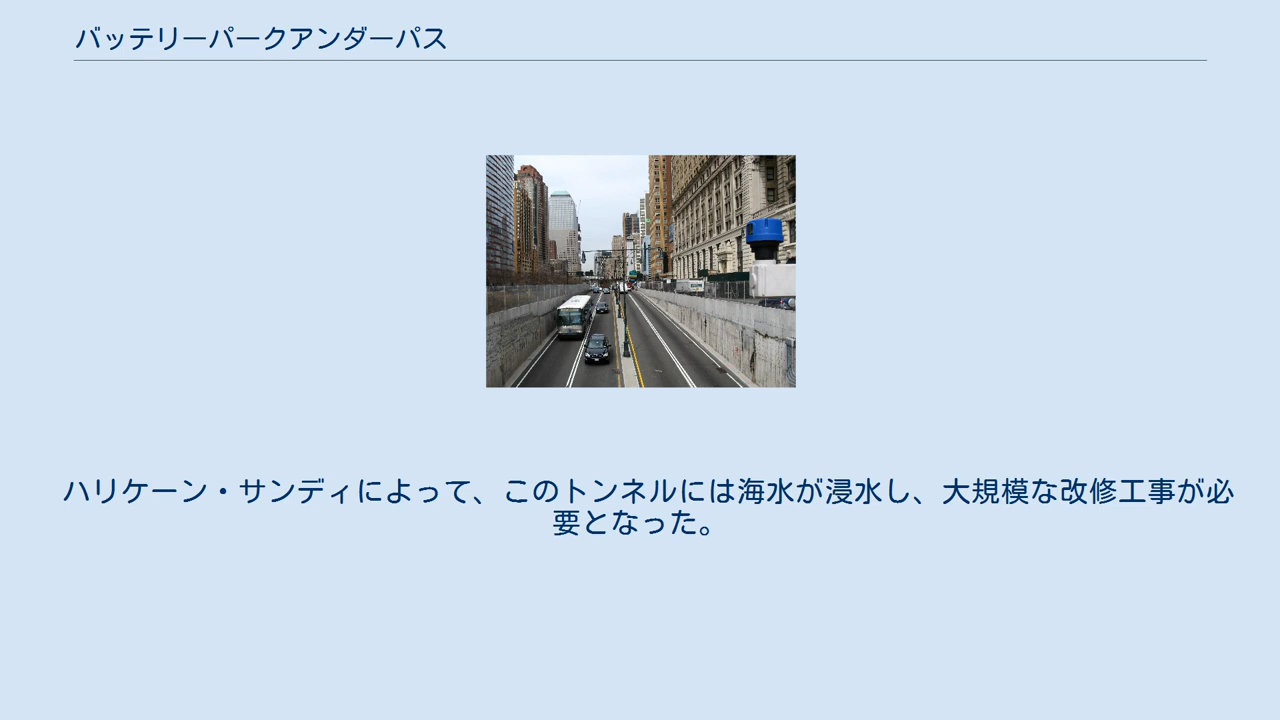 バッテリーパークアンダーパス
ハリケーン・サンディによって、このトンネルには海水が浸水し、大規模な改修工事が必
要となった。